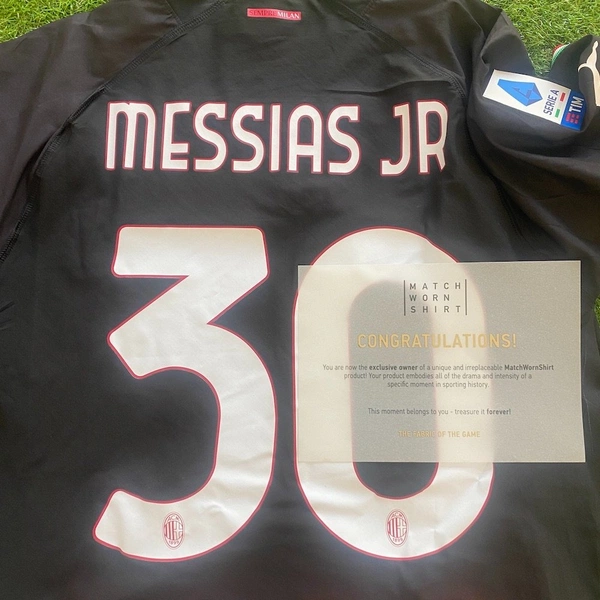 SEMPREMILAN
MESSIAS JR
SERIE A
TIM
30
MATCH
WORN
SHIRT
CONGRATULATIONS!
You are now the exclusive owner of a unique and irreplaceable MatchWornShirt
product! Your product embodies all of the drama and intensity of a
specific moment in sporting history.
This moment belongs to you - treasure it forever!
THE FABRIC OF THE GAME